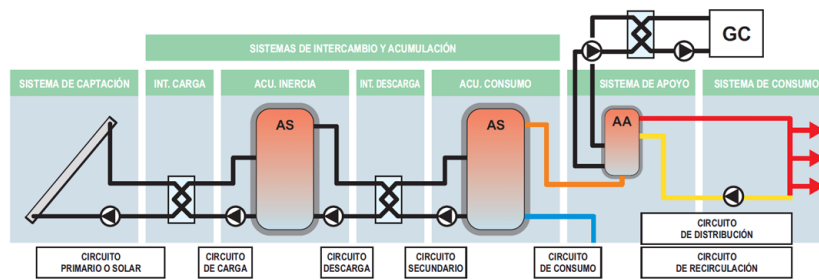 GC
SISTEMAS DE INTERCAMBIO Y ACUMULACIÓN
SISTEMA DE CAPTACIÓN
INT. CARGA
ACU. INERCIA
INT. DESCARGA
ACU. CONSUMO
SISTEMA DE APOYO
SISTEMA DE CONSUMO
AS
AS
AA
CIRCUITO
PRIMARIO O SOLAR
CIRCUITO
DE CARGA
CIRCUITO
DESCARGA
CIRCUITO
SECUNDARIO
CIRCUITO
DE CONSUMO
CIRCUITO
DE DISTRIBUCIÓN
CIRCUITO
DE RECIRCULACIÓN